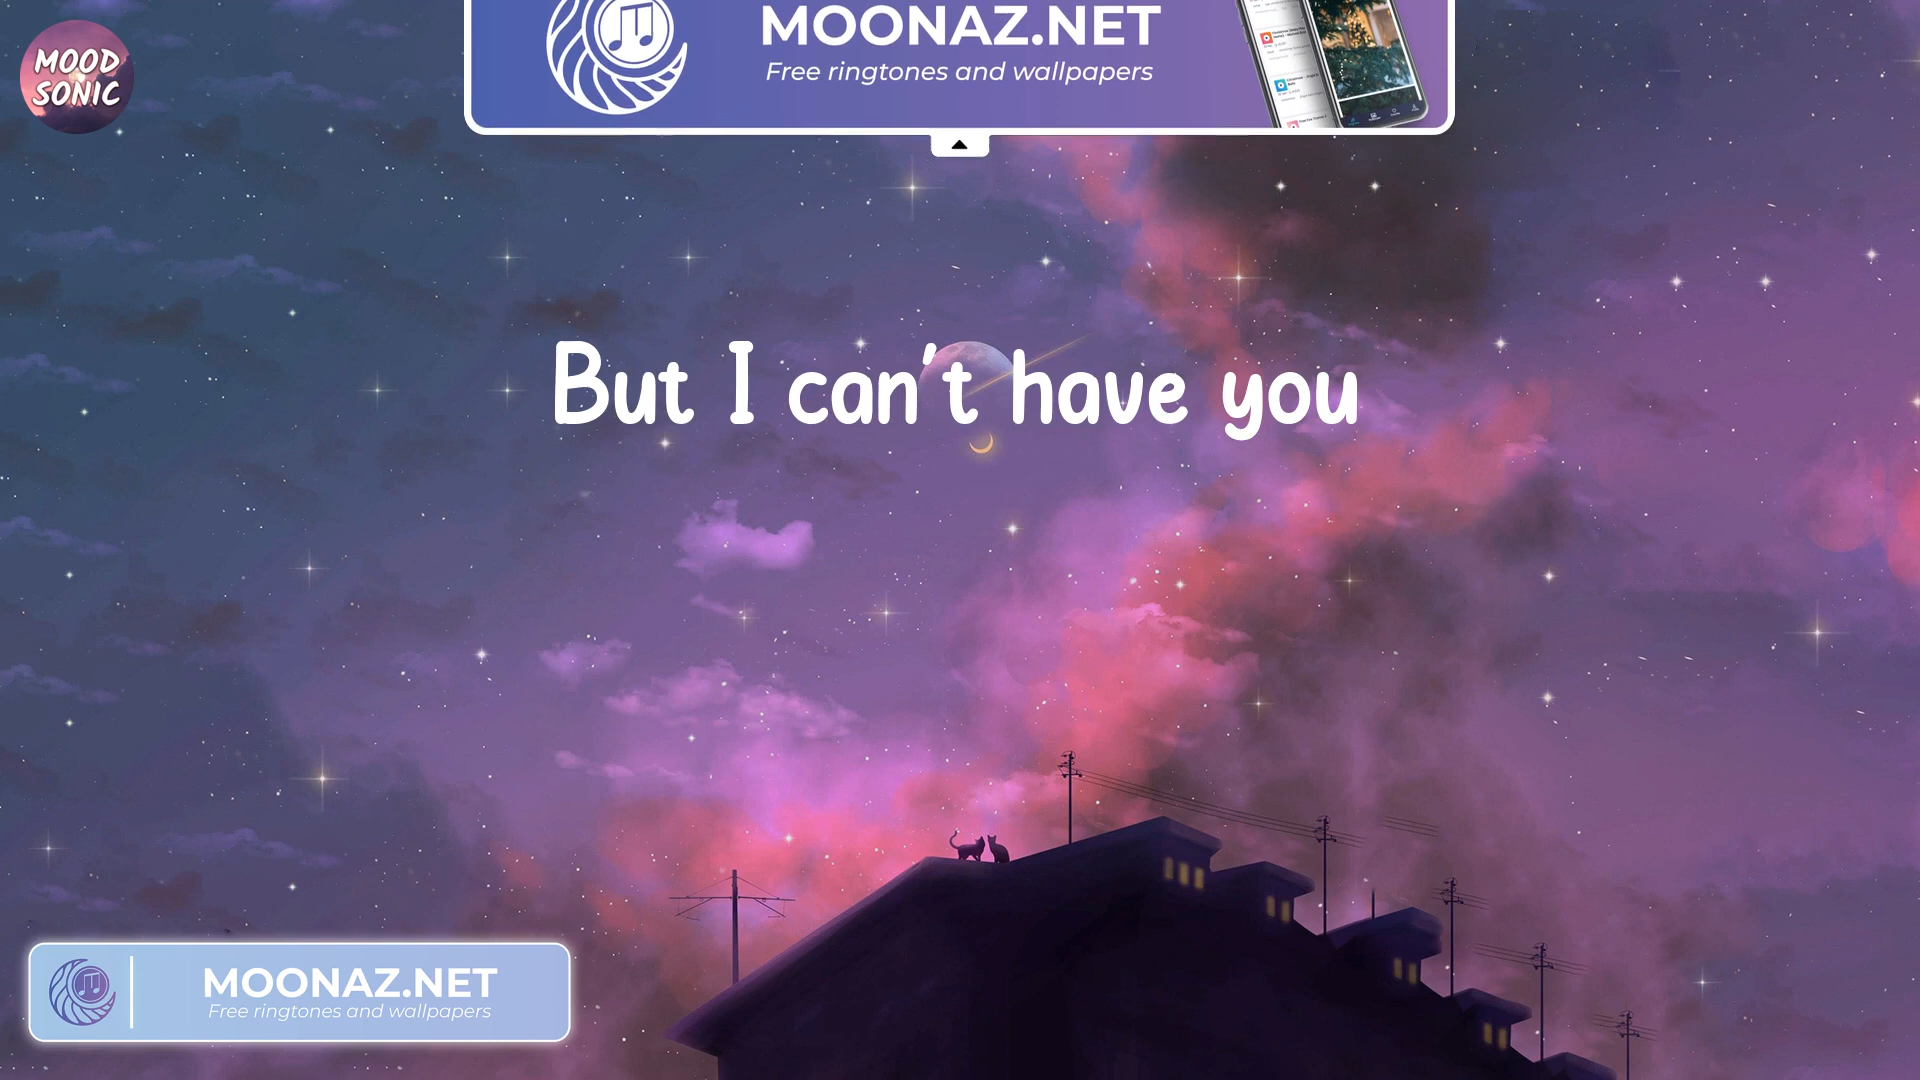 MOOD
SONIC
MOONAZ.NET
Free ringtones and wallpapers
But I can't have you
MOONAZ.NET
Free ringtones and wallpapers